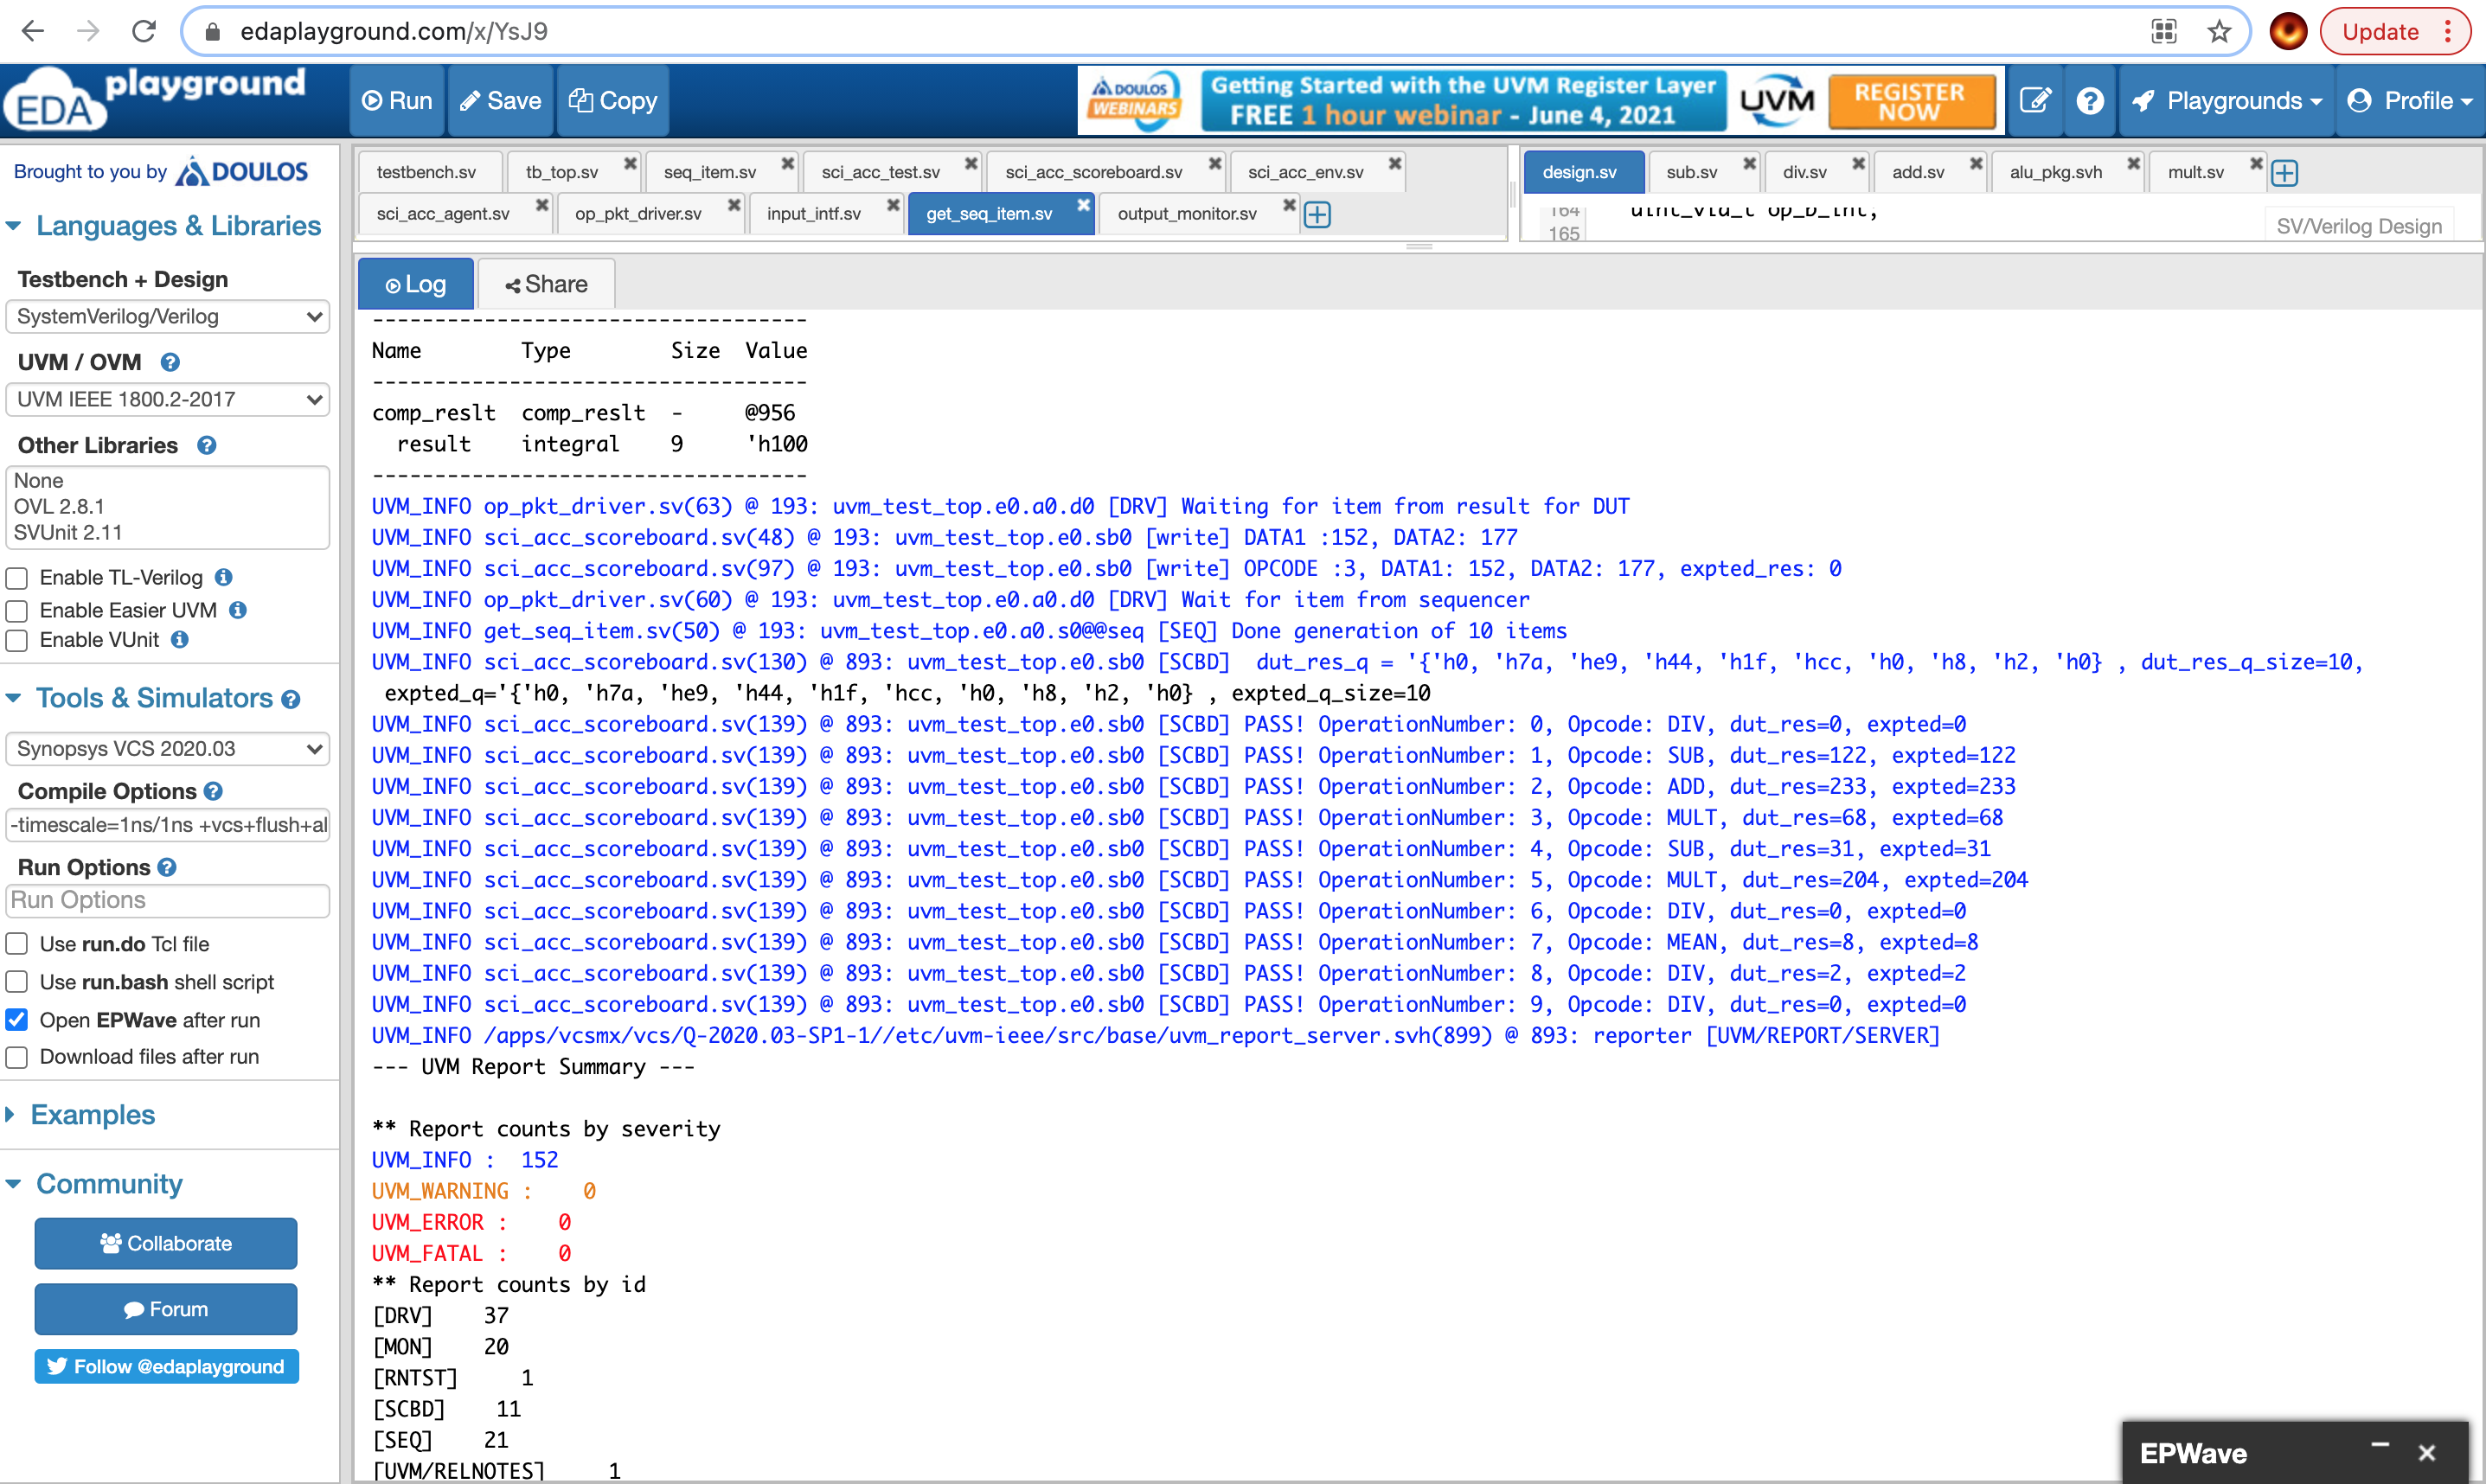 edaplayground.com/x/YsJ9
Update
EDA playground
Run
Save
Copy
DOULOS
WEBINARS
Getting Started with the UVM Register Layer
FREE 1 hour webinar - June 4, 2021
UVM
REGISTER
NOW
Playgrounds
Profile
Brought to you by DOULOS
Languages & Libraries
Testbench + Design
SystemVerilog/Verilog
UVM / OVM
UVM IEEE 1800.2-2017
Other Libraries
None
OVL 2.8.1
SVUnit 2.11
Enable TL-Verilog
Enable Easier UVM
Enable VUnit
Tools & Simulators
Synopsys VCS 2020.03
Compile Options
-timescale=1ns/1ns +vcs+flush+al
Run Options
Run Options
Use run.do Tcl file
Use run.bash shell script
Open EPWave after run
Download files after run
Examples
Community
Collaborate
Forum
Follow @edaplayground
testbench.sv
tb_top.sv
seq_item.sv
sci_acc_test.sv
sci_acc_scoreboard.sv
sci_acc_env.sv
sci_acc_agent.sv
op_pkt_driver.sv
input_intf.sv
get_seq_item.sv
output_monitor.sv
design.sv
sub.sv
div.sv
add.sv
alu_pkg.svh
mult.sv
164 uint_vld_t op_b_int;
165
SV/Verilog Design
Log
Share
-----------------------------------
Name        Type        Size  Value
-----------------------------------
comp_reslt  comp_reslt  -     @956
  result    integral    9     'h100
-----------------------------------
UVM_INFO op_pkt_driver.sv(63) @ 193: uvm_test_top.e0.a0.d0 [DRV] Waiting for item from result for DUT
UVM_INFO sci_acc_scoreboard.sv(48) @ 193: uvm_test_top.e0.sb0 [write] DATA1 :152, DATA2: 177
UVM_INFO sci_acc_scoreboard.sv(97) @ 193: uvm_test_top.e0.sb0 [write] OPCODE :3, DATA1: 152, DATA2: 177, expted_res: 0
UVM_INFO op_pkt_driver.sv(60) @ 193: uvm_test_top.e0.a0.d0 [DRV] Wait for item from sequencer
UVM_INFO get_seq_item.sv(50) @ 193: uvm_test_top.e0.a0.s0@@seq [SEQ] Done generation of 10 items
UVM_INFO sci_acc_scoreboard.sv(130) @ 893: uvm_test_top.e0.sb0 [SCBD]  dut_res_q = '{'h0, 'h7a, 'he9, 'h44, 'h1f, 'hcc, 'h0, 'h8, 'h2, 'h0} , dut_res_q_size=10,
 expted_q='{'h0, 'h7a, 'he9, 'h44, 'h1f, 'hcc, 'h0, 'h8, 'h2, 'h0} , expted_q_size=10
UVM_INFO sci_acc_scoreboard.sv(139) @ 893: uvm_test_top.e0.sb0 [SCBD] PASS! OperationNumber: 0, Opcode: DIV, dut_res=0, expted=0
UVM_INFO sci_acc_scoreboard.sv(139) @ 893: uvm_test_top.e0.sb0 [SCBD] PASS! OperationNumber: 1, Opcode: SUB, dut_res=122, expted=122
UVM_INFO sci_acc_scoreboard.sv(139) @ 893: uvm_test_top.e0.sb0 [SCBD] PASS! OperationNumber: 2, Opcode: ADD, dut_res=233, expted=233
UVM_INFO sci_acc_scoreboard.sv(139) @ 893: uvm_test_top.e0.sb0 [SCBD] PASS! OperationNumber: 3, Opcode: MULT, dut_res=68, expted=68
UVM_INFO sci_acc_scoreboard.sv(139) @ 893: uvm_test_top.e0.sb0 [SCBD] PASS! OperationNumber: 4, Opcode: SUB, dut_res=31, expted=31
UVM_INFO sci_acc_scoreboard.sv(139) @ 893: uvm_test_top.e0.sb0 [SCBD] PASS! OperationNumber: 5, Opcode: MULT, dut_res=204, expted=204
UVM_INFO sci_acc_scoreboard.sv(139) @ 893: uvm_test_top.e0.sb0 [SCBD] PASS! OperationNumber: 6, Opcode: DIV, dut_res=0, expted=0
UVM_INFO sci_acc_scoreboard.sv(139) @ 893: uvm_test_top.e0.sb0 [SCBD] PASS! OperationNumber: 7, Opcode: MEAN, dut_res=8, expted=8
UVM_INFO sci_acc_scoreboard.sv(139) @ 893: uvm_test_top.e0.sb0 [SCBD] PASS! OperationNumber: 8, Opcode: DIV, dut_res=2, expted=2
UVM_INFO sci_acc_scoreboard.sv(139) @ 893: uvm_test_top.e0.sb0 [SCBD] PASS! OperationNumber: 9, Opcode: DIV, dut_res=0, expted=0
UVM_INFO /apps/vcsmx/vcs/Q-2020.03-SP1-1//etc/uvm-ieee/src/base/uvm_report_server.svh(899) @ 893: reporter [UVM/REPORT/SERVER]
--- UVM Report Summary ---
** Report counts by severity
UVM_INFO :  152
UVM_WARNING :    0
UVM_ERROR :    0
UVM_FATAL :    0
** Report counts by id
[DRV]    37
[MON]    20
[RNTST]     1
[SCBD]    11
[SEQ]    21
[UVM/RELNOTES]     1
EPWave